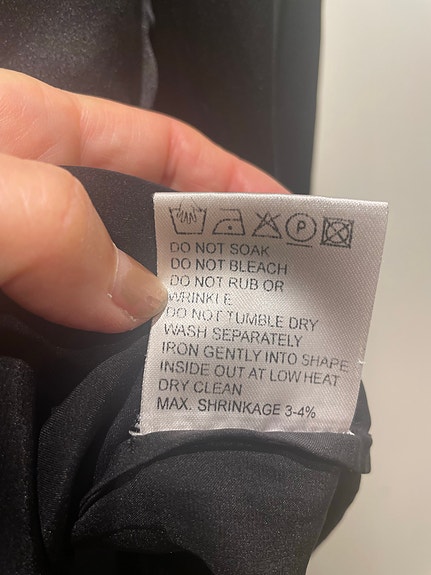 P
DO NOT SOAK
DO NOT BLEACH
DO NOT RUB OR
WRINKLE
DO NOT TUMBLE DRY
WASH SEPARATELY
IRON GENTLY INTO SHAPE
INSIDE OUT AT LOW HEAT
DRY CLEAN
MAX. SHRINKAGE 3-4%